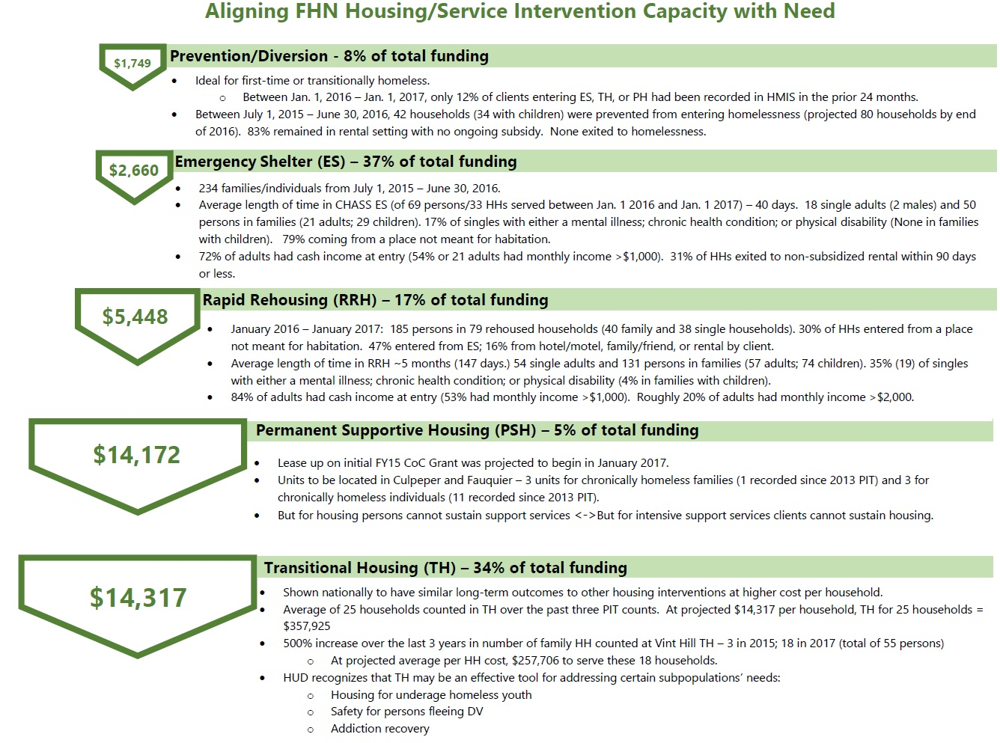 Aligning FHN Housing/Service Intervention Capacity with Need
$1,749
Prevention/Diversion - 8% of total funding
• Ideal for first-time or transitionally homeless.
o Between Jan. 1, 2016 – Jan. 1, 2017, only 12% of clients entering ES, TH, or PH had been recorded in HMIS in the prior 24 months.
• Between July 1, 2015 – June 30, 2016, 42 households (34 with children) were prevented from entering homelessness (projected 80 households by end
of 2016). 83% remained in rental setting with no ongoing subsidy. None exited to homelessness.
$2,660
Emergency Shelter (ES) – 37% of total funding
• 234 families/individuals from July 1, 2015 – June 30, 2016.
• Average length of time in CHASS ES (of 69 persons/33 HHs served between Jan. 1 2016 and Jan. 1 2017) – 40 days. 18 single adults (2 males) and 50
persons in families (21 adults; 29 children). 17% of singles with either a mental illness; chronic health condition; or physical disability (None in families
with children). 79% coming from a place not meant for habitation.
• 72% of adults had cash income at entry (54% or 21 adults had monthly income >$1,000). 31% of HHs exited to non-subsidized rental within 90 days
or less.
$5,448
Rapid Rehousing (RRH) – 17% of total funding
• January 2016 – January 2017: 185 persons in 79 rehoused households (40 family and 38 single households). 30% of HHs entered from a place
not meant for habitation. 47% entered from ES; 16% from hotel/motel, family/friend, or rental by client.
• Average length of time in RRH ~5 months (147 days.) 54 single adults and 131 persons in families (57 adults; 74 children). 35% (19) of singles
with either a mental illness; chronic health condition; or physical disability (4% in families with children).
• 84% of adults had cash income at entry (53% had monthly income >$1,000). Roughly 20% of adults had monthly income >$2,000.
$14,172
Permanent Supportive Housing (PSH) – 5% of total funding
• Lease up on initial FY15 CoC Grant was projected to begin in January 2017.
• Units to be located in Culpeper and Fauquier – 3 units for chronically homeless families (1 recorded since 2013 PIT) and 3 for
chronically homeless individuals (11 recorded since 2013 PIT).
• But for housing persons cannot sustain support services <->But for intensive support services clients cannot sustain housing.
$14,317
Transitional Housing (TH) – 34% of total funding
• Shown nationally to have similar long-term outcomes to other housing interventions at higher cost per household.
• Average of 25 households counted in TH over the past three PIT counts. At projected $14,317 per household, TH for 25 households =
$357,925
• 500% increase over the last 3 years in number of family HH counted at Vint Hill TH – 3 in 2015; 18 in 2017 (total of 55 persons)
o At projected average per HH cost, $257,706 to serve these 18 households.
• HUD recognizes that TH may be an effective tool for addressing certain subpopulations’ needs:
o Housing for underage homeless youth
o Safety for persons fleeing DV
o Addiction recovery